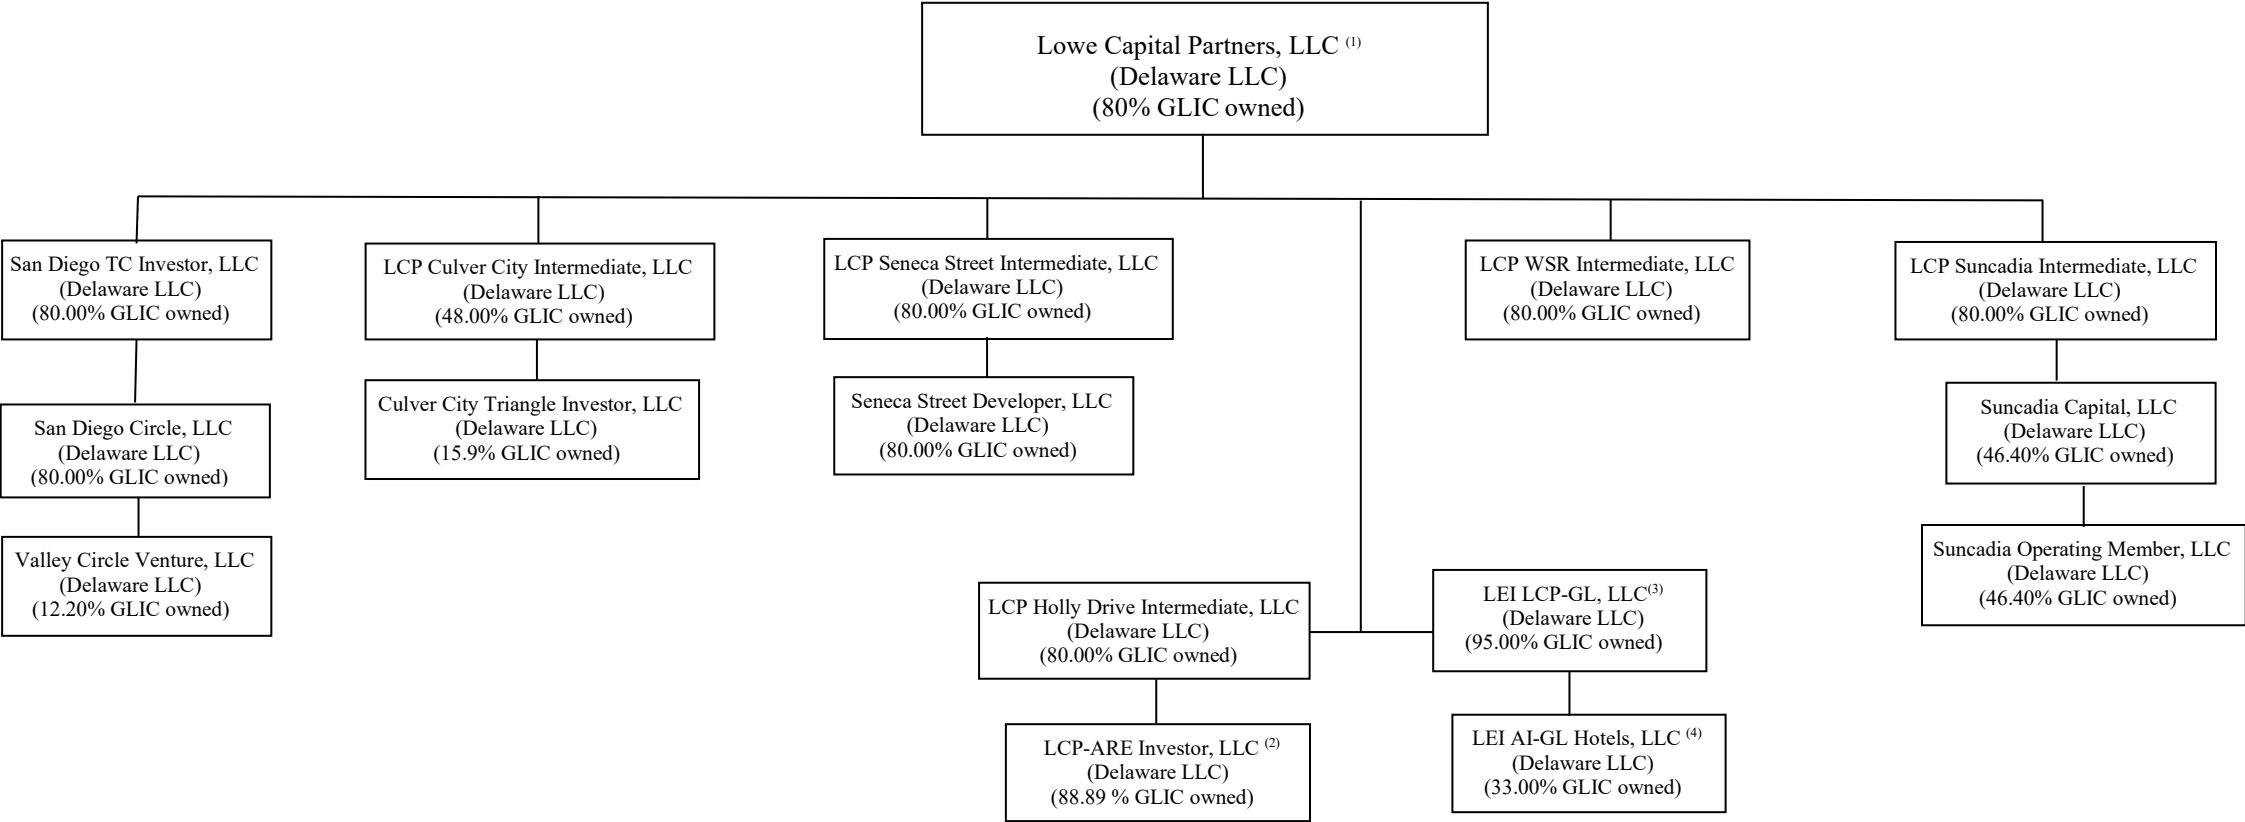 Lowe Capital Partners, LLC (1)
(Delaware LLC)
(80% GLIC owned)
San Diego TC Investor, LLC
(Delaware LLC)
(80.00% GLIC owned)
LCP Culver City Intermediate, LLC
(Delaware LLC)
(48.00% GLIC owned)
LCP Seneca Street Intermediate, LLC
(Delaware LLC)
(80.00% GLIC owned)
LCP WSR Intermediate, LLC
(Delaware LLC)
(80.00% GLIC owned)
LCP Suncadia Intermediate, LLC
(Delaware LLC)
(80.00% GLIC owned)
San Diego Circle, LLC
(Delaware LLC)
(80.00% GLIC owned)
Culver City Triangle Investor, LLC
(Delaware LLC)
(15.9% GLIC owned)
Seneca Street Developer, LLC
(Delaware LLC)
(80.00% GLIC owned)
Suncadia Capital, LLC
(Delaware LLC)
(46.40% GLIC owned)
Valley Circle Venture, LLC
(Delaware LLC)
(12.20% GLIC owned)
Suncadia Operating Member, LLC
(Delaware LLC)
(46.40% GLIC owned)
LCP Holly Drive Intermediate, LLC
(Delaware LLC)
(80.00% GLIC owned)
LEI LCP-GL, LLC(3)
(Delaware LLC)
(95.00% GLIC owned)
LCP-ARE Investor, LLC (2)
(Delaware LLC)
(88.89 % GLIC owned)
LEI AI-GL Hotels, LLC (4)
(Delaware LLC)
(33.00% GLIC owned)